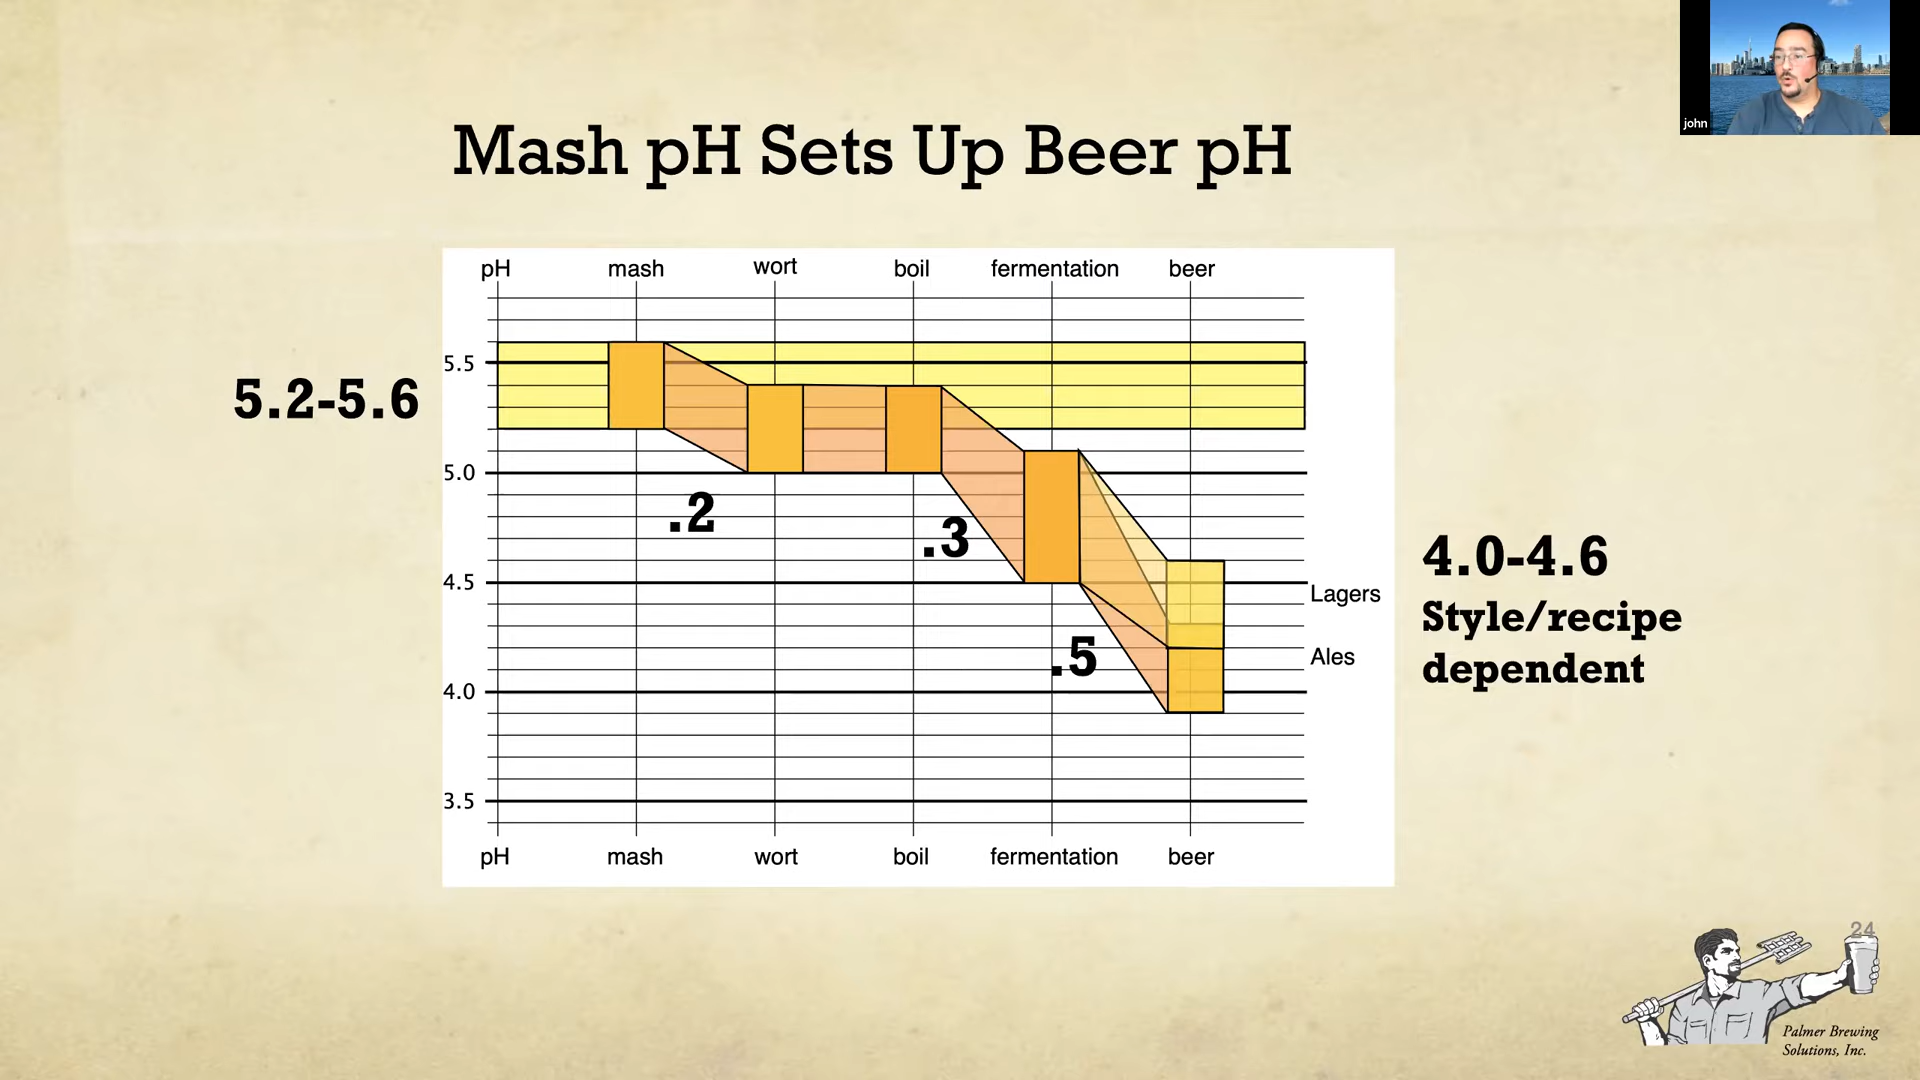 john
Mash pH Sets Up Beer pH
pH mash wort boil fermentation beer
5.5
5.2-5.6
5.0
.2
.3
4.5
4.0-4.6
Lagers
Style/recipe
dependent
.5
Ales
4.0
3.5
pH mash wort boil fermentation beer
24
Palmer Brewing
Solutions, Inc.